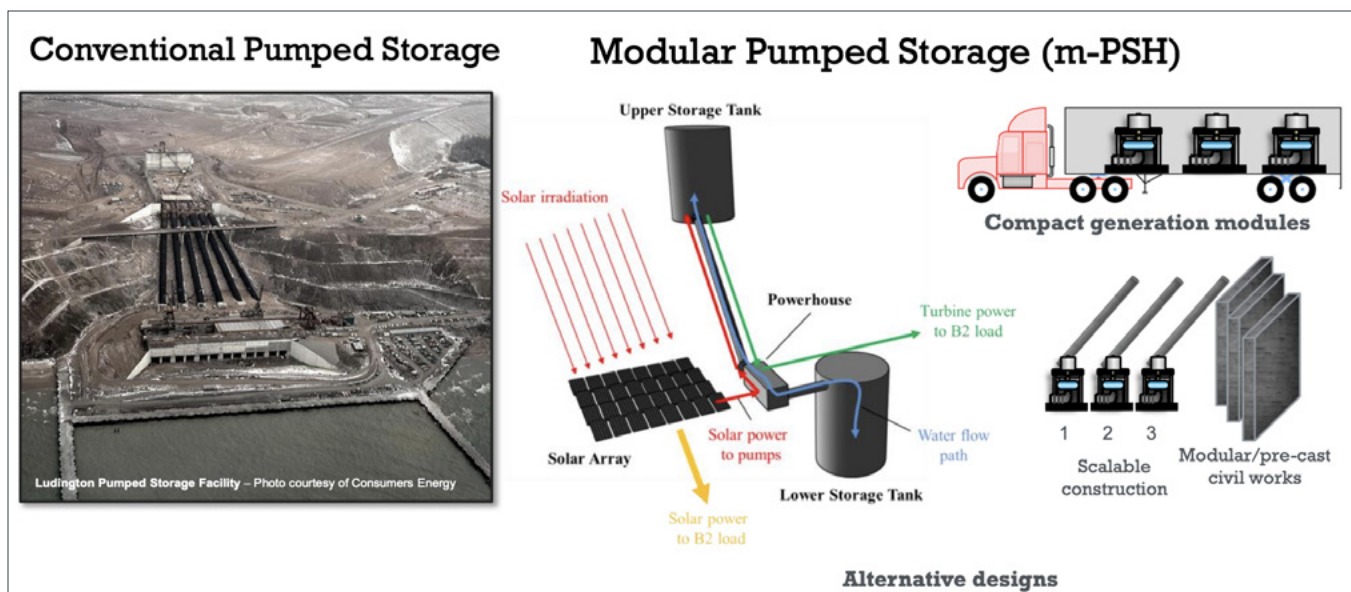 Conventional Pumped Storage
Modular Pumped Storage (m-PSH)
Ludington Pumped Storage Facility – Photo courtesy of Consumers Energy
Upper Storage Tank
Solar irradiation
Powerhouse
Turbine power
to B2 load
Solar power
to pumps
Water flow
path
Solar Array
Lower Storage Tank
Solar power
to B2 load
Compact generation modules
1 2 3
Scalable
construction
Modular/pre-cast
civil works
Alternative designs